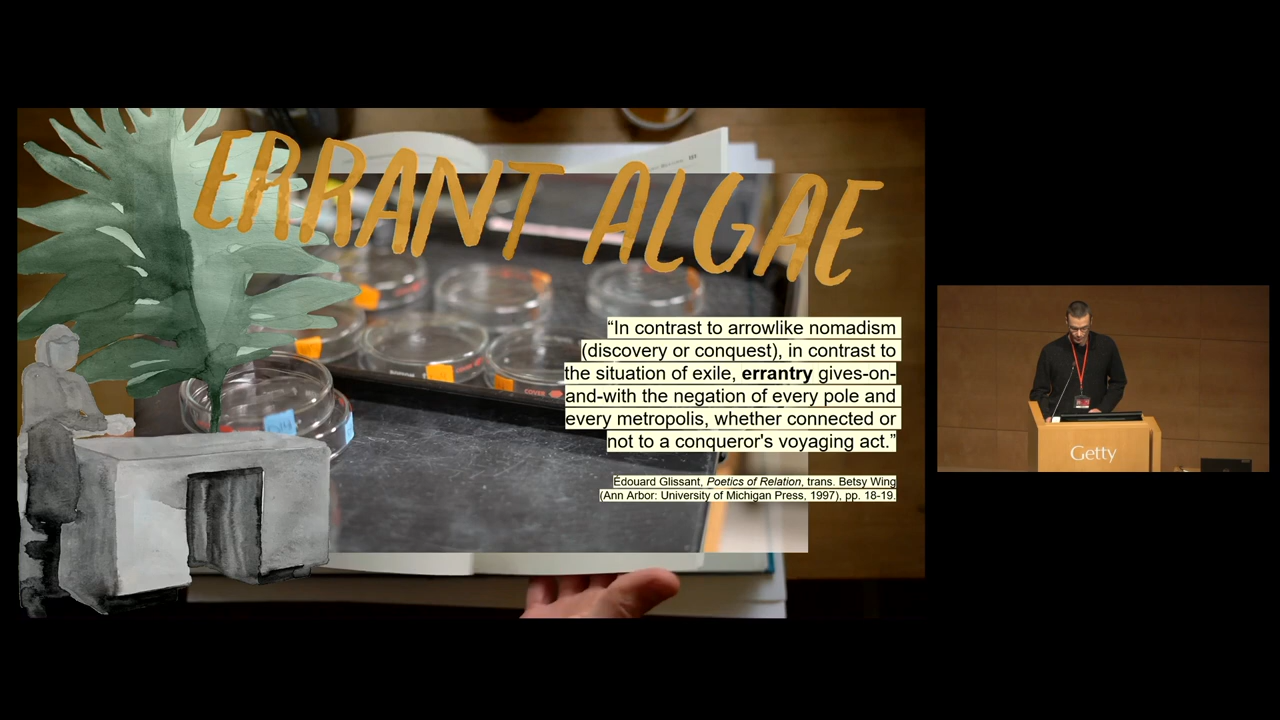 ERRANT ALGAE
“In contrast to arrowlike nomadism
(discovery or conquest), in contrast to
the situation of exile, errantry gives-on-
and-with the negation of every pole and
every metropolis, whether connected or
not to a conqueror's voyaging act.”
Édouard Glissant, Poetics of Relation, trans. Betsy Wing
(Ann Arbor: University of Michigan Press, 1997), pp. 18-19.
COVER
Getty